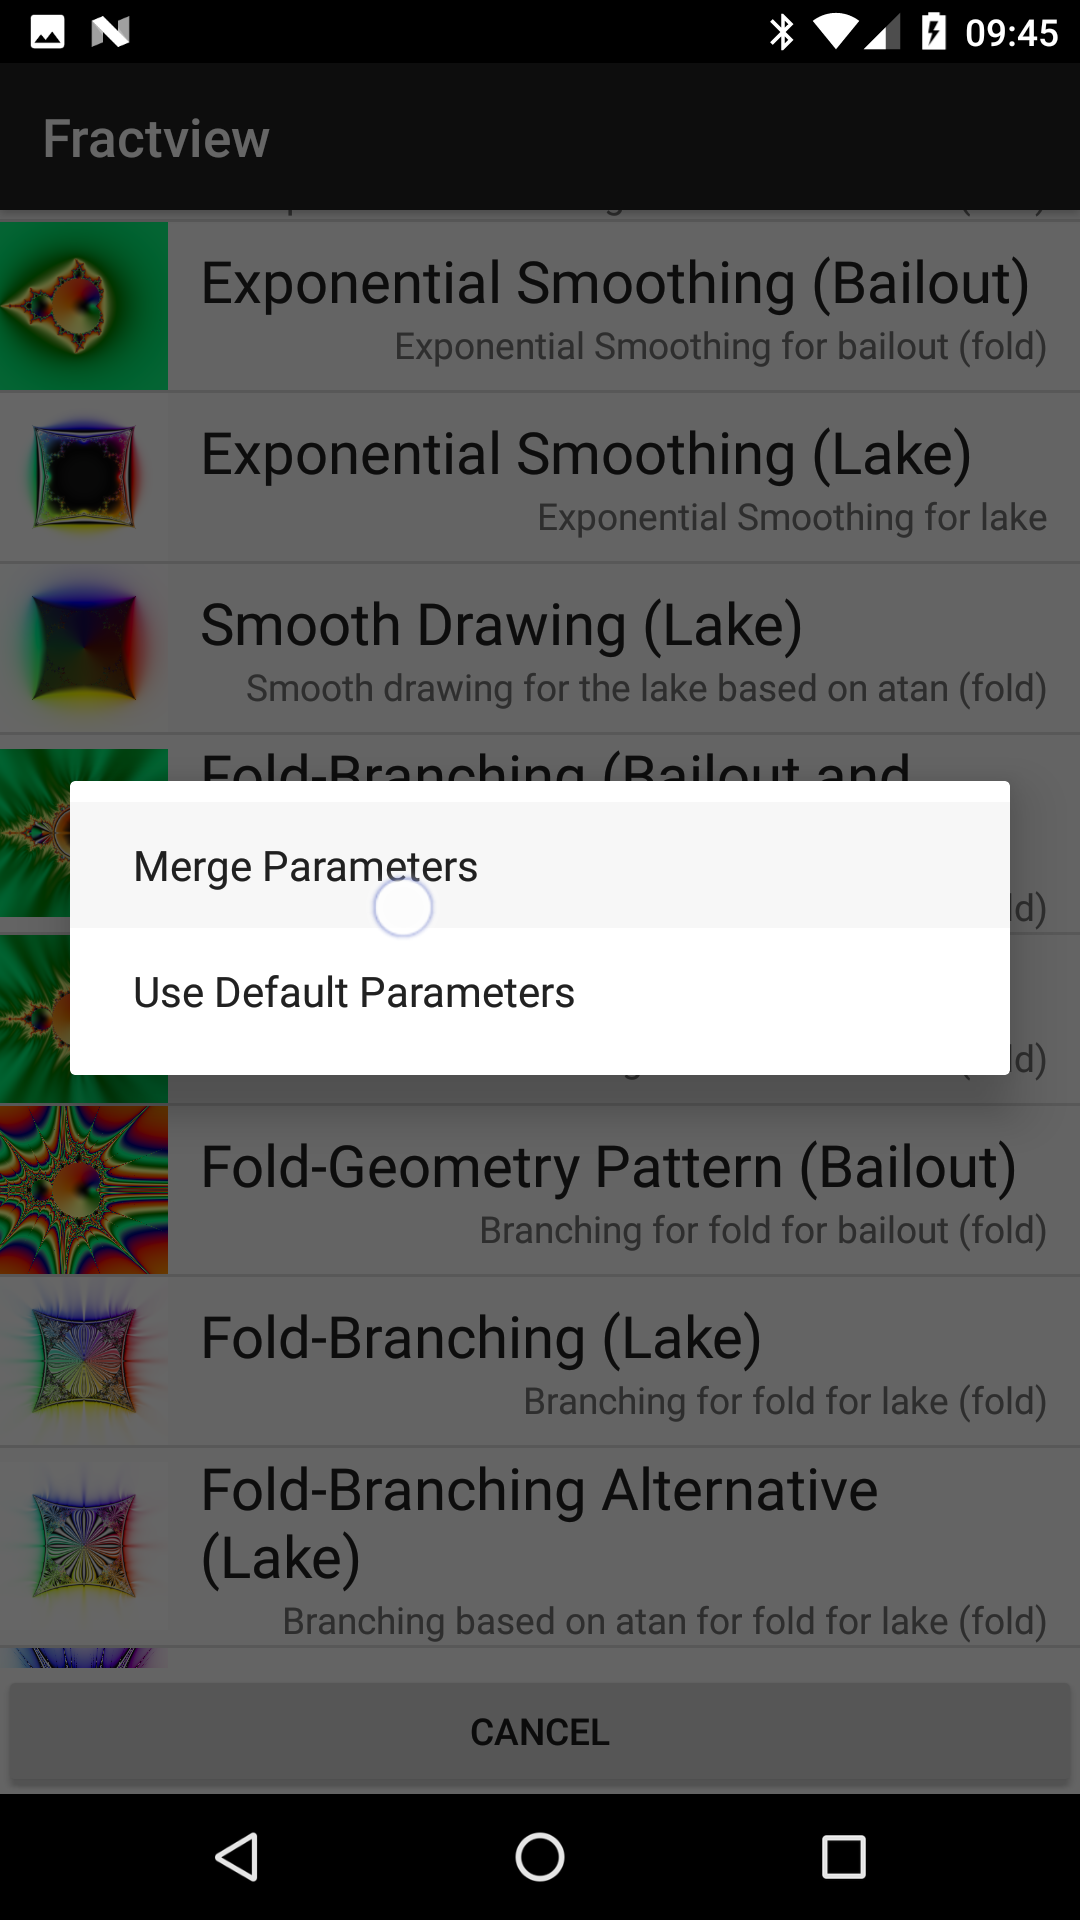 09:45
Fractview
Exponential Smoothing (Bailout)
Exponential Smoothing for bailout (fold)
Exponential Smoothing (Lake)
Exponential Smoothing for lake
Smooth Drawing (Lake)
Smooth drawing for the lake based on atan (fold)
Fold-Branching (Bailout and
Merge Parameters
Use Default Parameters
Fold-Geometry Pattern (Bailout)
Branching for fold for bailout (fold)
Fold-Branching (Lake)
Branching for fold for lake (fold)
Fold-Branching Alternative
(Lake)
Branching based on atan for fold for lake (fold)
CANCEL